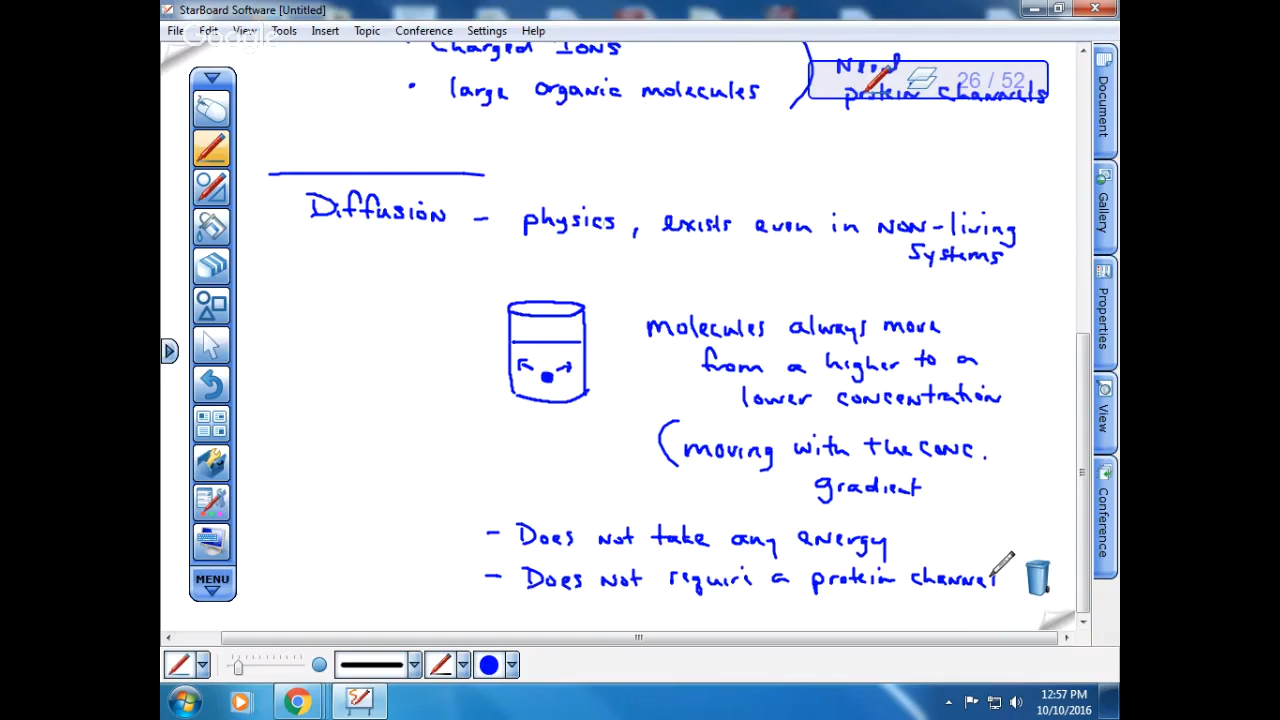 StarBoard Software [Untitled]
File Edit View Tools Insert Topic Conference Settings Help
Google
• Charged Ions
• large organic molecules
Need
protein channels
26 / 52
Diffusion - physics, exists even in NON-living
Systems
molecules always move
from a higher to a
lower concentration
(moving with the conc.
gradient
- Does not take any energy
- Does not require a protein channel
MENU
Document
Gallery
Properties
View
Conference
12:57 PM
10/10/2016